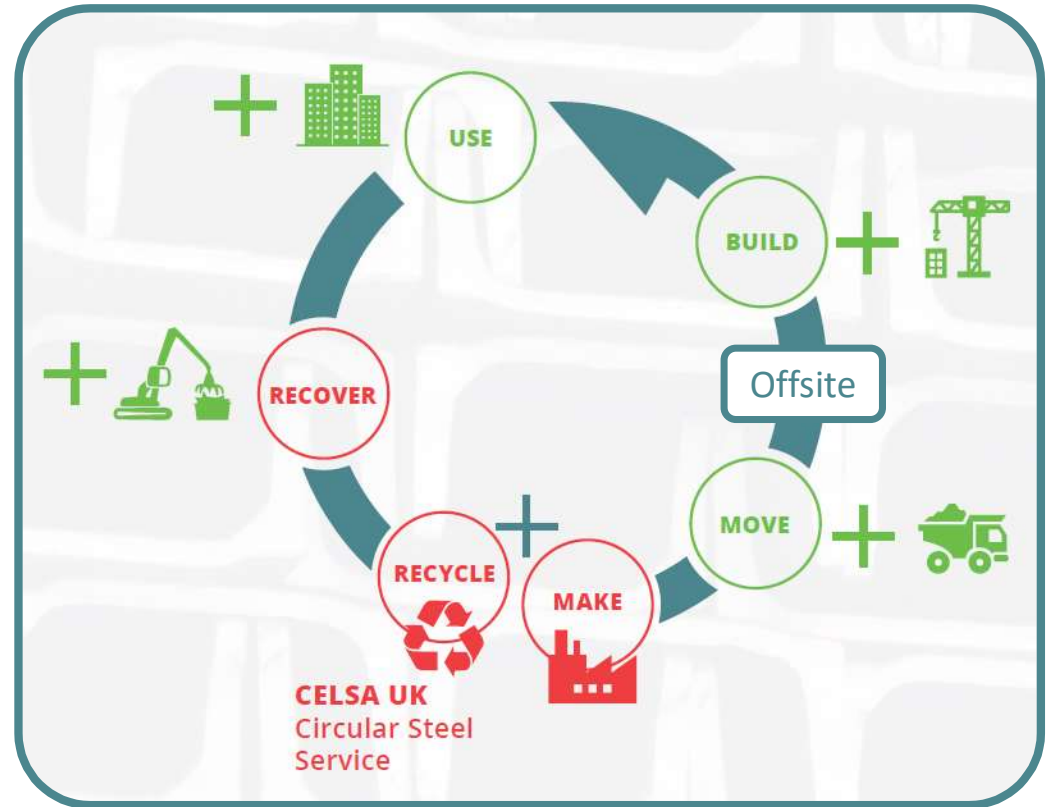 USE
BUILD
Offsite
RECOVER
MOVE
RECYCLE
MAKE
CELSA UK
Circular Steel
Service